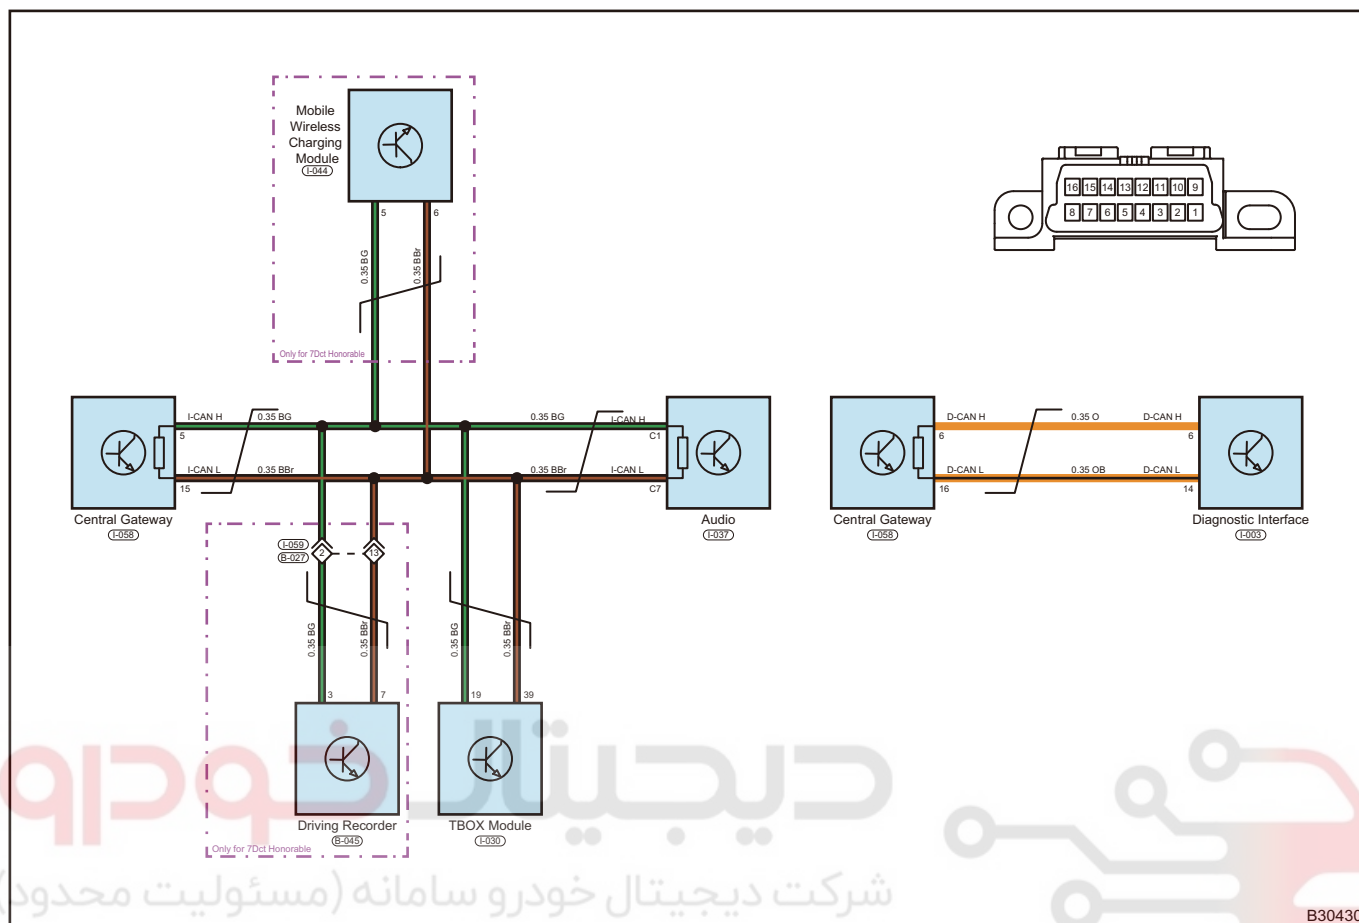 Mobile
Wireless
Charging
Module
I-044
5 6
0.35 BG
0.35 BBr
Only for 7Dct Honorable
16 15 14 13 12 11 10 9
8 7 6 5 4 3 2 1
I-CAN H 0.35 BG
5
I-CAN L 0.35 BBr
15
Central Gateway
I-058
0.35 BG I-CAN H
C1
0.35 BBr I-CAN L
C7
Audio
I-037
D-CAN H 0.35 O D-CAN H
6 6
D-CAN L 0.35 OB D-CAN L
16 14
Central Gateway
I-058
Diagnostic Interface
I-003
I-059
B-027
2 13
0.35 BG
0.35 BBr
3 7
Driving Recorder
B-045
Only for 7Dct Honorable
0.35 BG
0.35 BBr
19 39
TBOX Module
I-030
دیجیتال خودرو
شرکت دیجیتال خودرو سامانه (مسئولیت محدود)
B30430